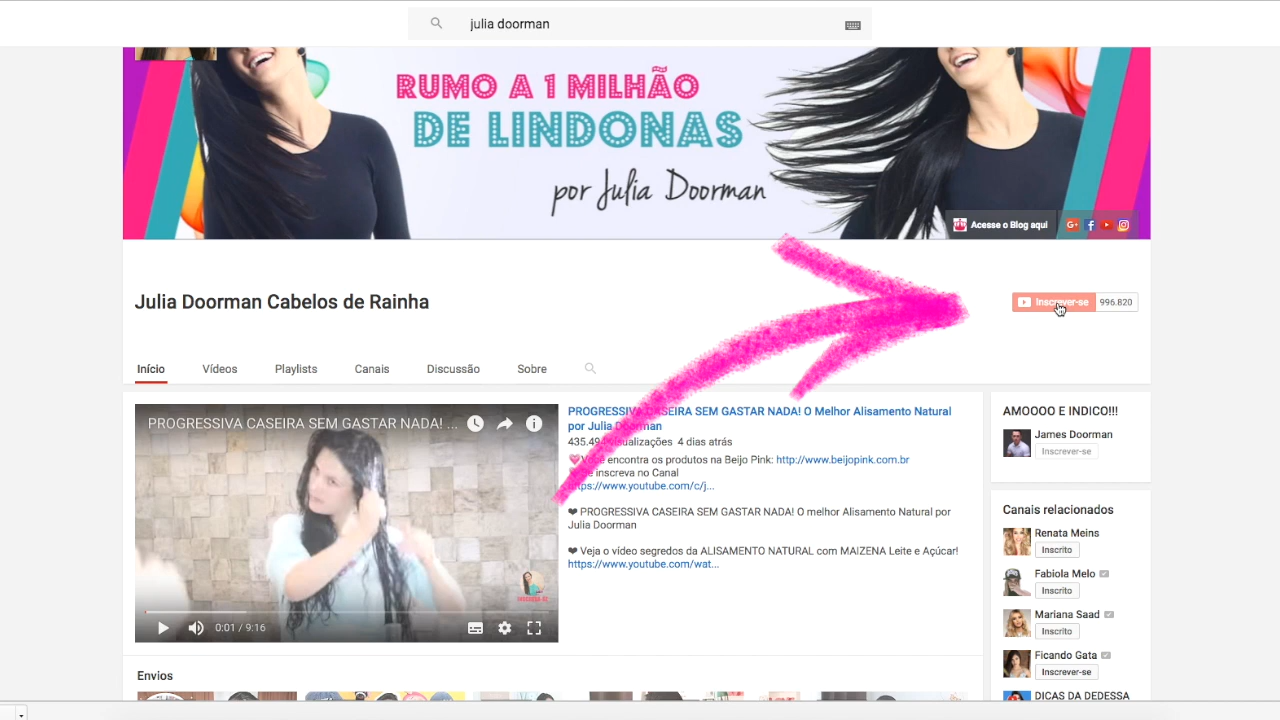 julia doorman
RUMO A 1 MILHÃO
DE LINDONAS
por Julia Doorman
Acesse o Blog aqui
Julia Doorman Cabelos de Rainha
Inscrever-se 996.820
Início Vídeos Playlists Canais Discussão Sobre
PROGRESSIVA CASEIRA SEM GASTAR NADA! ...
0:01 / 9:16
PROGRESSIVA CASEIRA SEM GASTAR NADA! O Melhor Alisamento Natural
por Julia Doorman
435.494 visualizações 4 dias atrás
Você encontra os produtos na Beijo Pink: http://www.beijopink.com.br
Se inscreva no Canal
https://www.youtube.com/c/j...
❤ PROGRESSIVA CASEIRA SEM GASTAR NADA! O melhor Alisamento Natural por
Julia Doorman
❤ Veja o vídeo segredos da ALISAMENTO NATURAL com MAIZENA Leite e Açúcar!
https://www.youtube.com/wat...
Envios
AMOOOO E INDICO!!!
James Doorman
Inscrever-se
Canais relacionados
Renata Meins
Inscrito
Fabiola Melo
Inscrito
Mariana Saad
Inscrito
Ficando Gata
Inscrever-se
DICAS DA DEDESSA